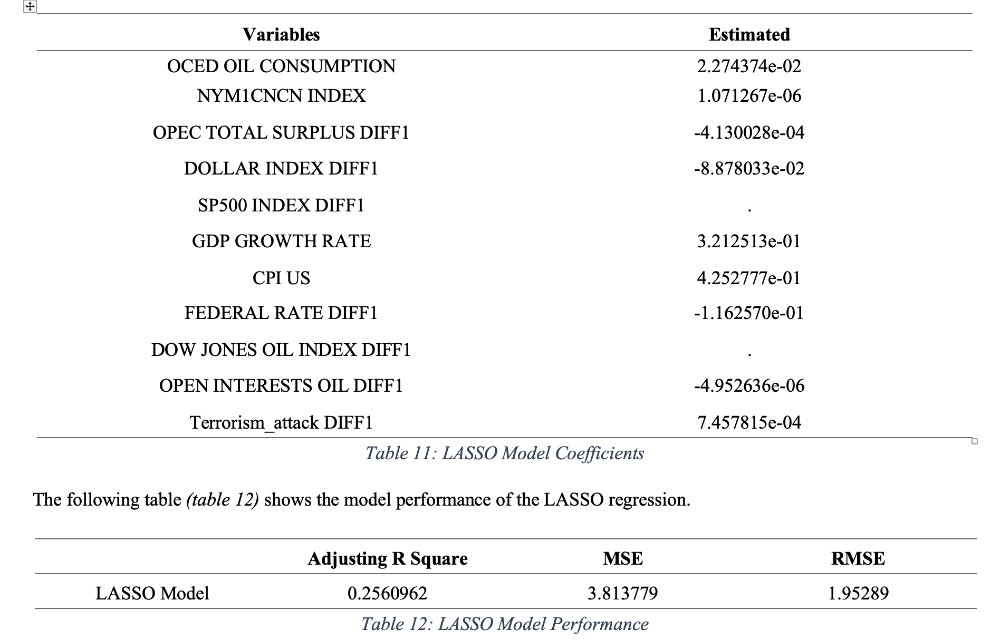 Variables Estimated
OCED OIL CONSUMPTION 2.274374e-02
NYM1CNCN INDEX 1.071267e-06
OPEC TOTAL SURPLUS DIFF1 -4.130028e-04
DOLLAR INDEX DIFF1 -8.878033e-02
SP500 INDEX DIFF1 .
GDP GROWTH RATE 3.212513e-01
CPI US 4.252777e-01
FEDERAL RATE DIFF1 -1.162570e-01
DOW JONES OIL INDEX DIFF1 .
OPEN INTERESTS OIL DIFF1 -4.952636e-06
Terrorism_attack DIFF1 7.457815e-04
Table 11: LASSO Model Coefficients
The following table (table 12) shows the model performance of the LASSO regression.
Adjusting R Square MSE RMSE
LASSO Model 0.2560962 3.813779 1.95289
Table 12: LASSO Model Performance